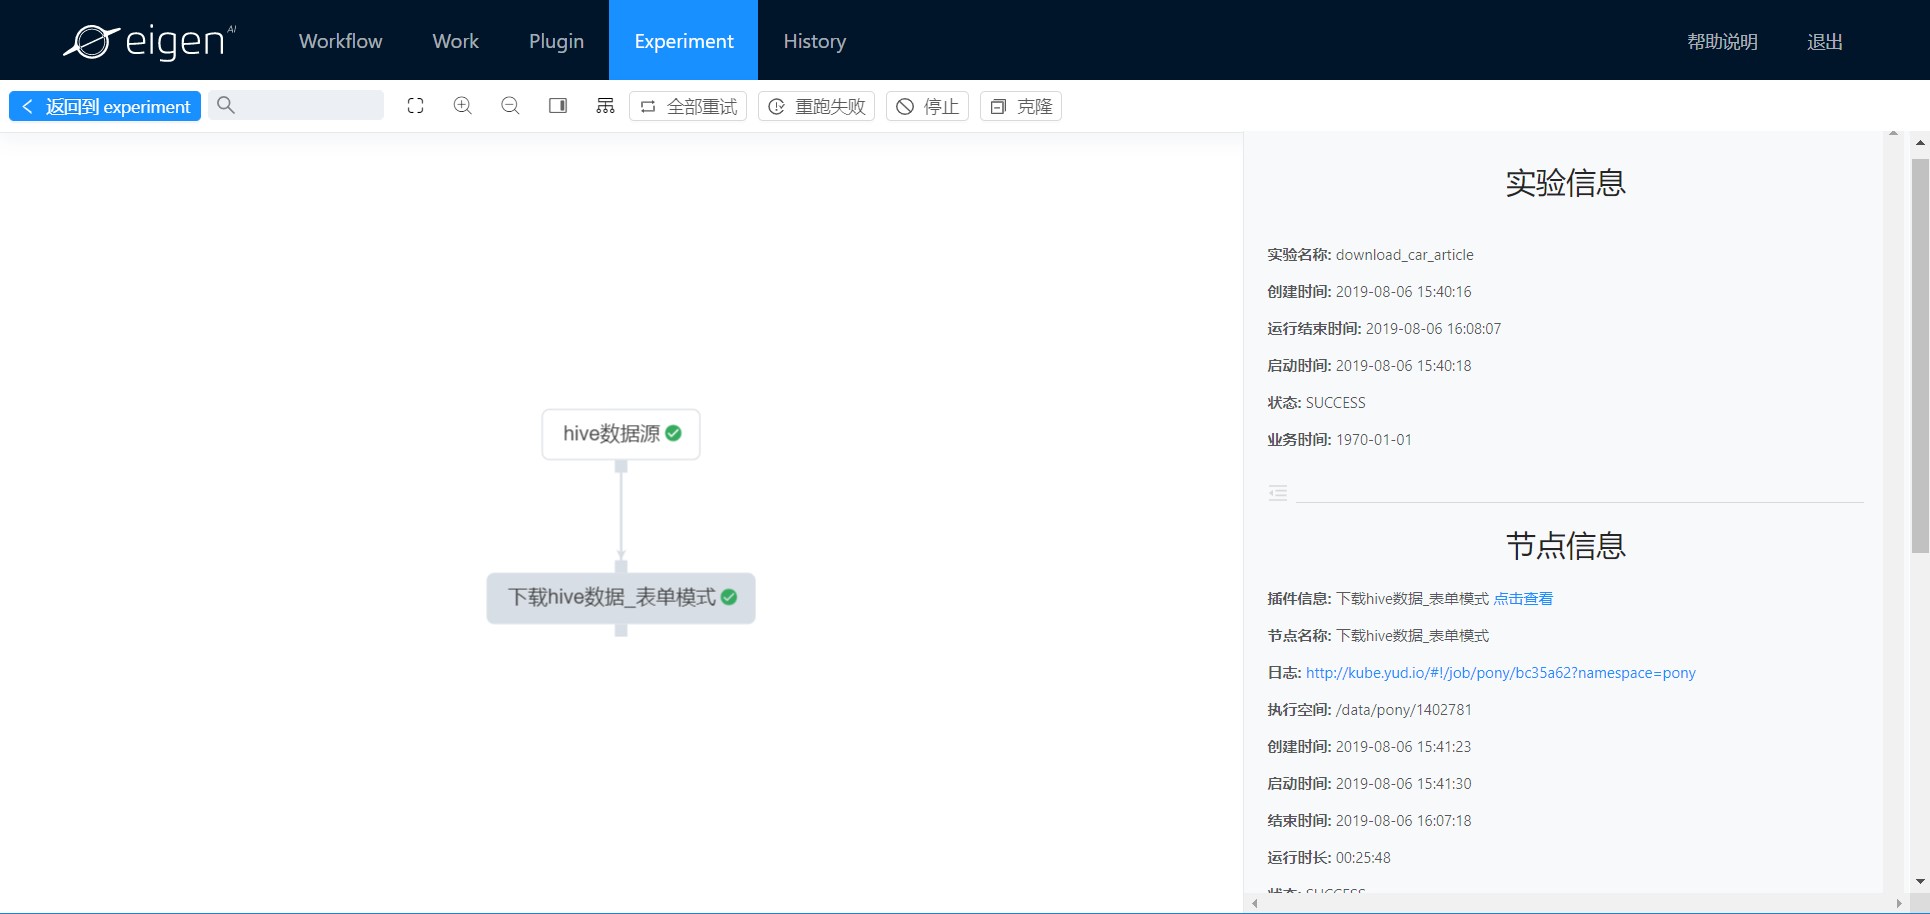 eigen AI Workflow Work Plugin Experiment History 帮助说明 退出
返回到 experiment 全部重试 重跑失败 停止 克隆
实验信息
实验名称: download_car_article
创建时间: 2019-08-06 15:40:16
运行结束时间: 2019-08-06 16:08:07
启动时间: 2019-08-06 15:40:18
状态: SUCCESS
业务时间: 1970-01-01
hive数据源
下载hive数据_表单模式
节点信息
插件信息: 下载hive数据_表单模式 点击查看
节点名称: 下载hive数据_表单模式
日志: http://kube.yud.io/#!/job/pony/bc35a62?namespace=pony
执行空间: /data/pony/1402781
创建时间: 2019-08-06 15:41:23
启动时间: 2019-08-06 15:41:30
结束时间: 2019-08-06 16:07:18
运行时长: 00:25:48
状态: SUCCESS